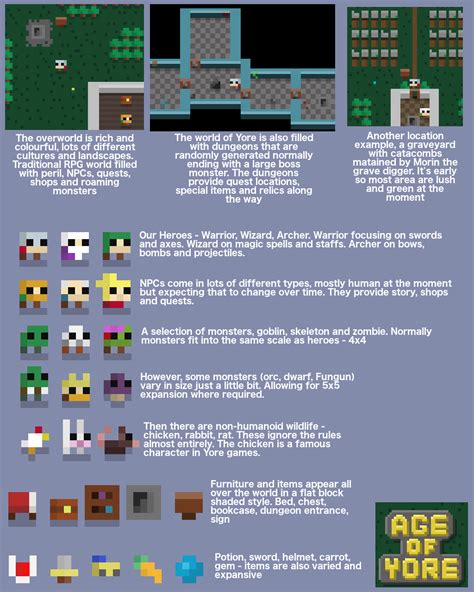 The overworld is rich and
colourful, lots of different
cultures and landscapes.
Traditional RPG world filled
with peril, NPCs, quests,
shops and roaming
monsters
The world of Yore is also filled
with dungeons that are
randomly generated normally
ending with a large boss
monster. The dungeons
provide quest locations,
special items and relics along
the way
Another location
example, a graveyard
with catacombs
matained by Morin the
grave digger. It's early
so most area are lush
and green at the
moment
Our Heroes - Warrior, Wizard, Archer. Warrior focusing on swords
and axes. Wizard on magic spells and staffs. Archer on bows,
bombs and projectiles.
NPCs come in lots of different types, mostly human at the moment
but expecting that to change over time. They provide story, shops
and quests.
A selection of monsters, goblin, skeleton and zombie. Normally
monsters fit into the same scale as heroes - 4x4
However, some monsters (orc, dwarf, Fungun)
vary in size just a little bit. Allowing for 5x5
expansion where required.
Then there are non-humanoid wildlife -
chicken, rabbit, rat. These ignore the rules
almost entirely. The chicken is a famous
character in Yore games.
Furniture and items appear all
over the world in a flat block
shaded style. Bed, chest,
bookcase, dungeon entrance,
sign
Potion, sword, helmet, carrot,
gem - items are also varied and
expansive
AGE
OF
YORE